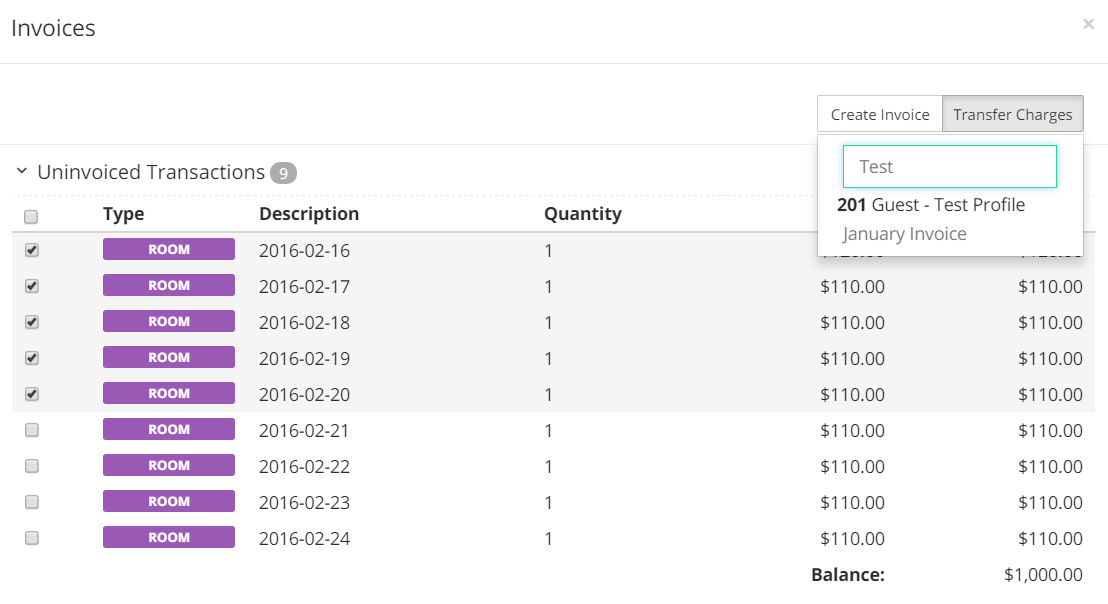 Invoices ×
Create Invoice Transfer Charges
Test
201 Guest - Test Profile
January Invoice
Uninvoiced Transactions 9
Type Description Quantity
ROOM 2016-02-16 1
ROOM 2016-02-17 1 $110.00 $110.00
ROOM 2016-02-18 1 $110.00 $110.00
ROOM 2016-02-19 1 $110.00 $110.00
ROOM 2016-02-20 1 $110.00 $110.00
ROOM 2016-02-21 1 $110.00 $110.00
ROOM 2016-02-22 1 $110.00 $110.00
ROOM 2016-02-23 1 $110.00 $110.00
ROOM 2016-02-24 1 $110.00 $110.00
Balance: $1,000.00